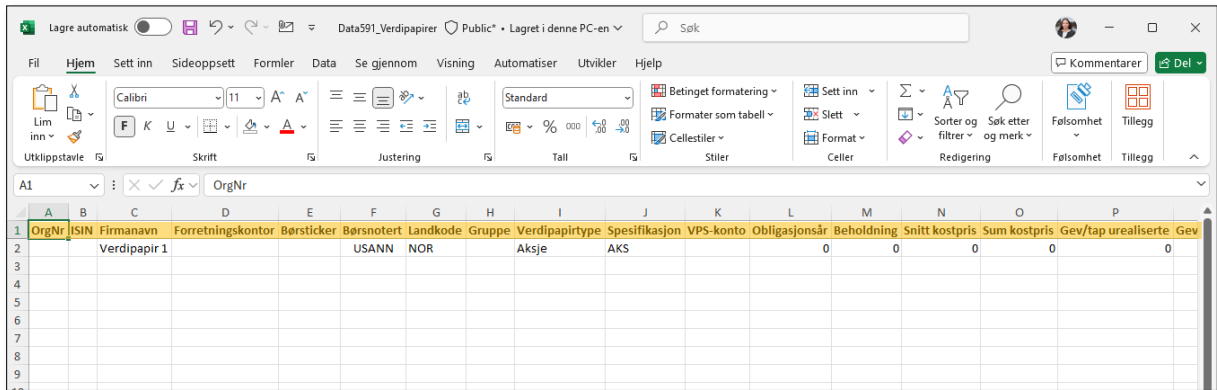 Lagre automatisk Data591_Verdipapirer Public* • Lagret i denne PC-en Søk
Fil Hjem Sett inn Sideoppsett Formler Data Se gjennom Visning Automatiser Utvikler Hjelp Kommentarer Del
Lim inn
Calibri 11 A^ A˅
F K U A
ab
Standard
% 000
Betinget formatering
Formater som tabell
Cellestiler
Sett inn
Slett
Format
Sorter og filtrer
Søk etter og merk
Følsomhet
Tillegg
Utklippstavle Skrift Justering Tall Stiler Celler Redigering Følsomhet Tillegg
A1 fx OrgNr
A B C D E F G H I J K L M N O P
1 OrgNr ISIN Firmanavn Forretningskontor Børsticker Børsnotert Landkode Gruppe Verdipapirtype Spesifikasjon VPS-konto Obligasjonsår Beholdning Snitt kostpris Sum kostpris Gev/tap urealiserte Gev
2 Verdipapir 1 USANN NOR Aksje AKS 0 0 0 0 0
3
4
5
6
7
8
9